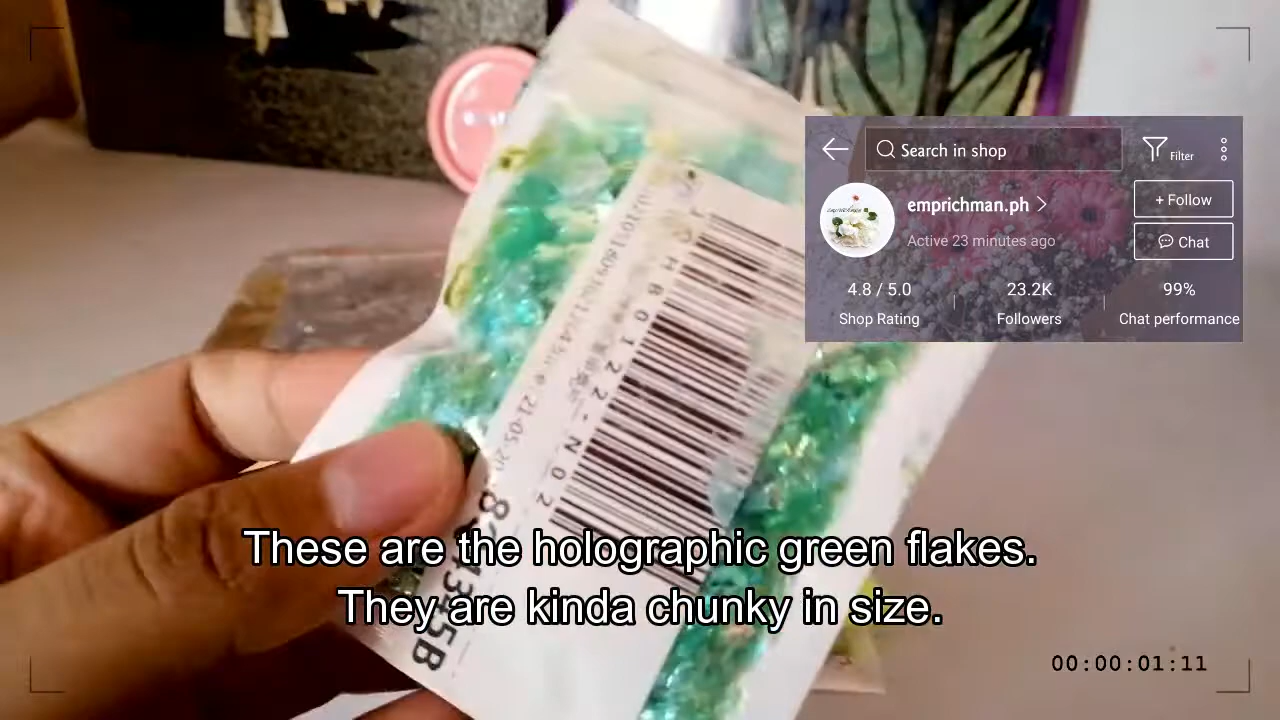 Search in shop
Filter
emprichman.ph
+ Follow
Active 23 minutes ago
Chat
4.8 / 5.0
23.2K
99%
Shop Rating
Followers
Chat performance
HB0122-N02
These are the holographic green flakes.
They are kinda chunky in size.
00:00:01:11